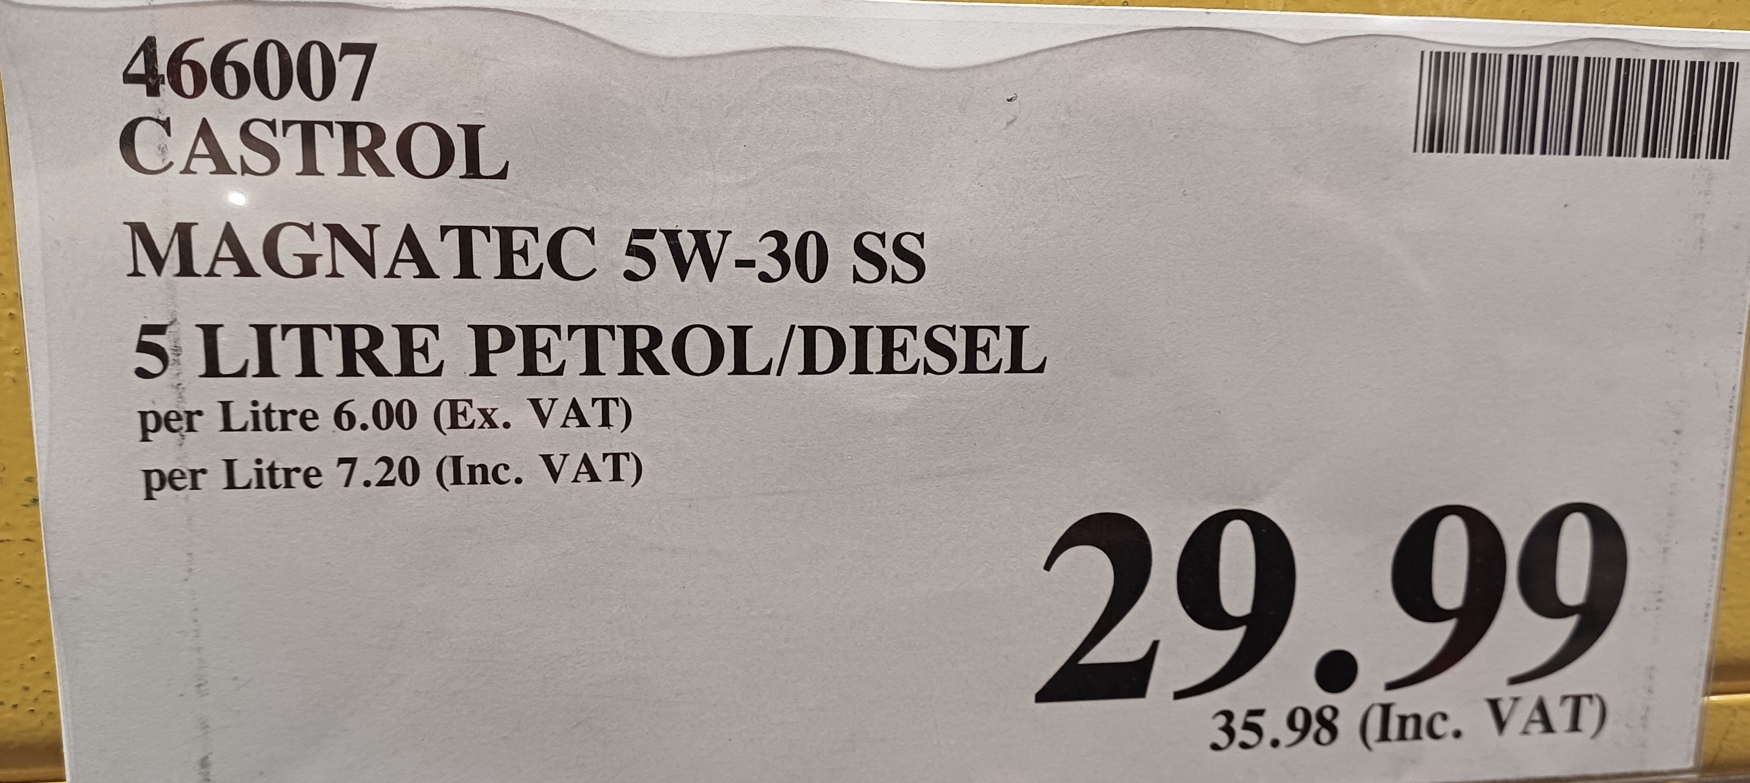 466007
CASTROL
MAGNATEC 5W-30 SS
5 LITRE PETROL/DIESEL
per Litre 6.00 (Ex. VAT)
per Litre 7.20 (Inc. VAT)
29.99
35.98 (Inc. VAT)